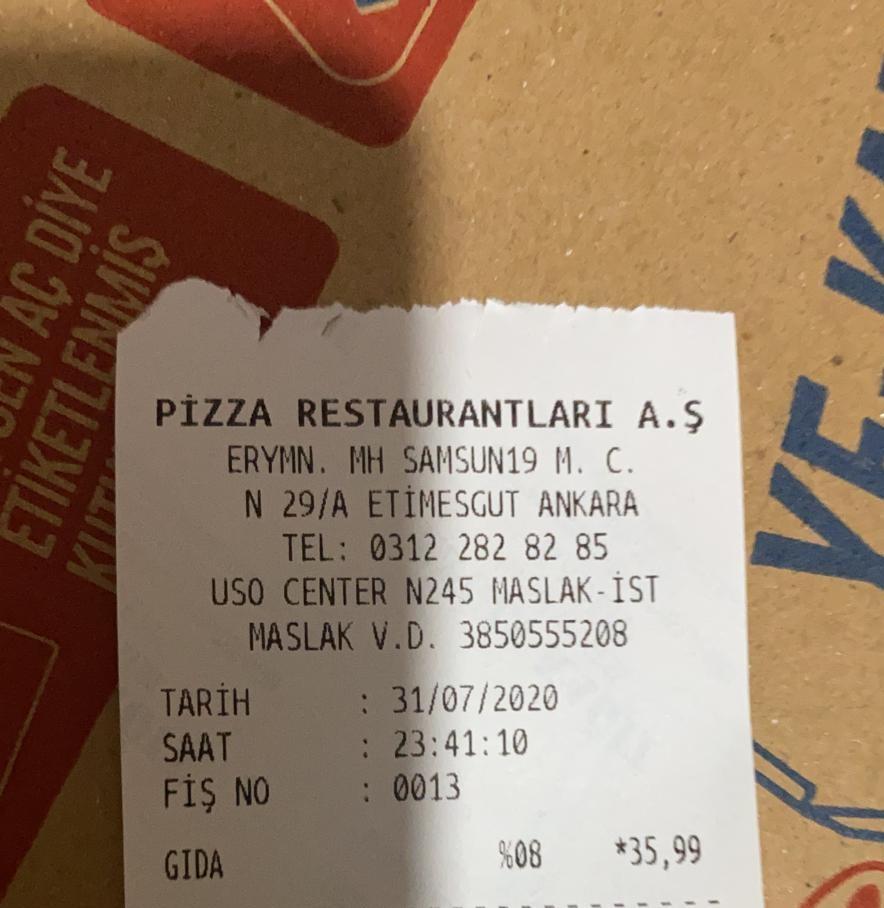 SEN AÇ DİYE
ETİKETLENMİŞ
PİZZA RESTAURANTLARI A.Ş
ERYMN. MH SAMSUN19 M. C.
N 29/A ETİMESGUT ANKARA
TEL: 0312 282 82 85
USO CENTER N245 MASLAK-İST
MASLAK V.D. 3850555208
TARİH : 31/07/2020
SAAT : 23:41:10
FİŞ NO : 0013
GIDA %08 *35,99